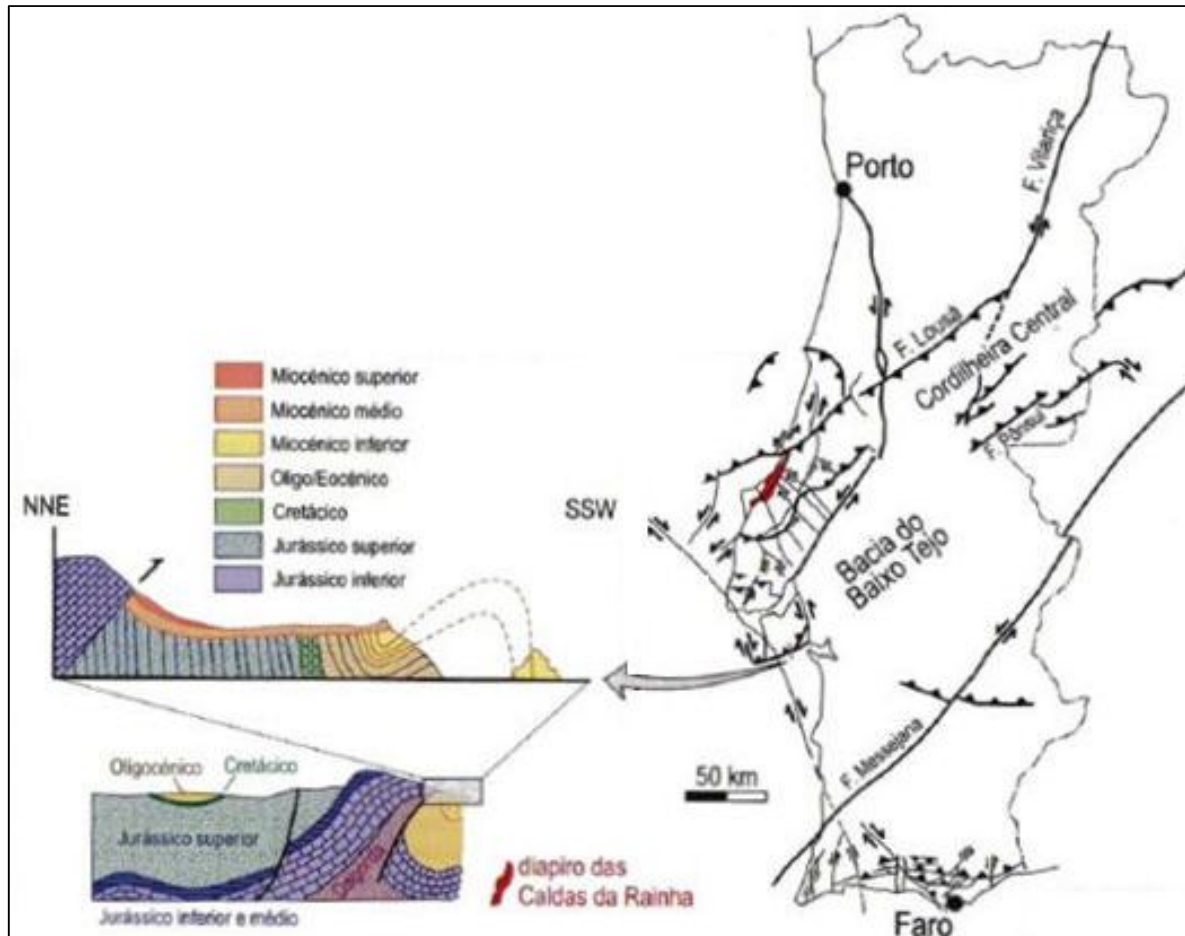 Porto
F. Vilariça
F. Lousã
Cordilheira Central
F. Pônsul
Miocénico superior
Miocénico médio
Miocénico inferior
Oligo/Eocénico
Cretácico
Jurássico superior
Jurássico inferior
NNE
SSW
Bacia do
Baixo Tejo
F. Messejana
50 km
Oligocénico
Cretácico
Jurássico superior
Jurássico inferior e médio
diapiro das
Caldas da Rainha
Faro